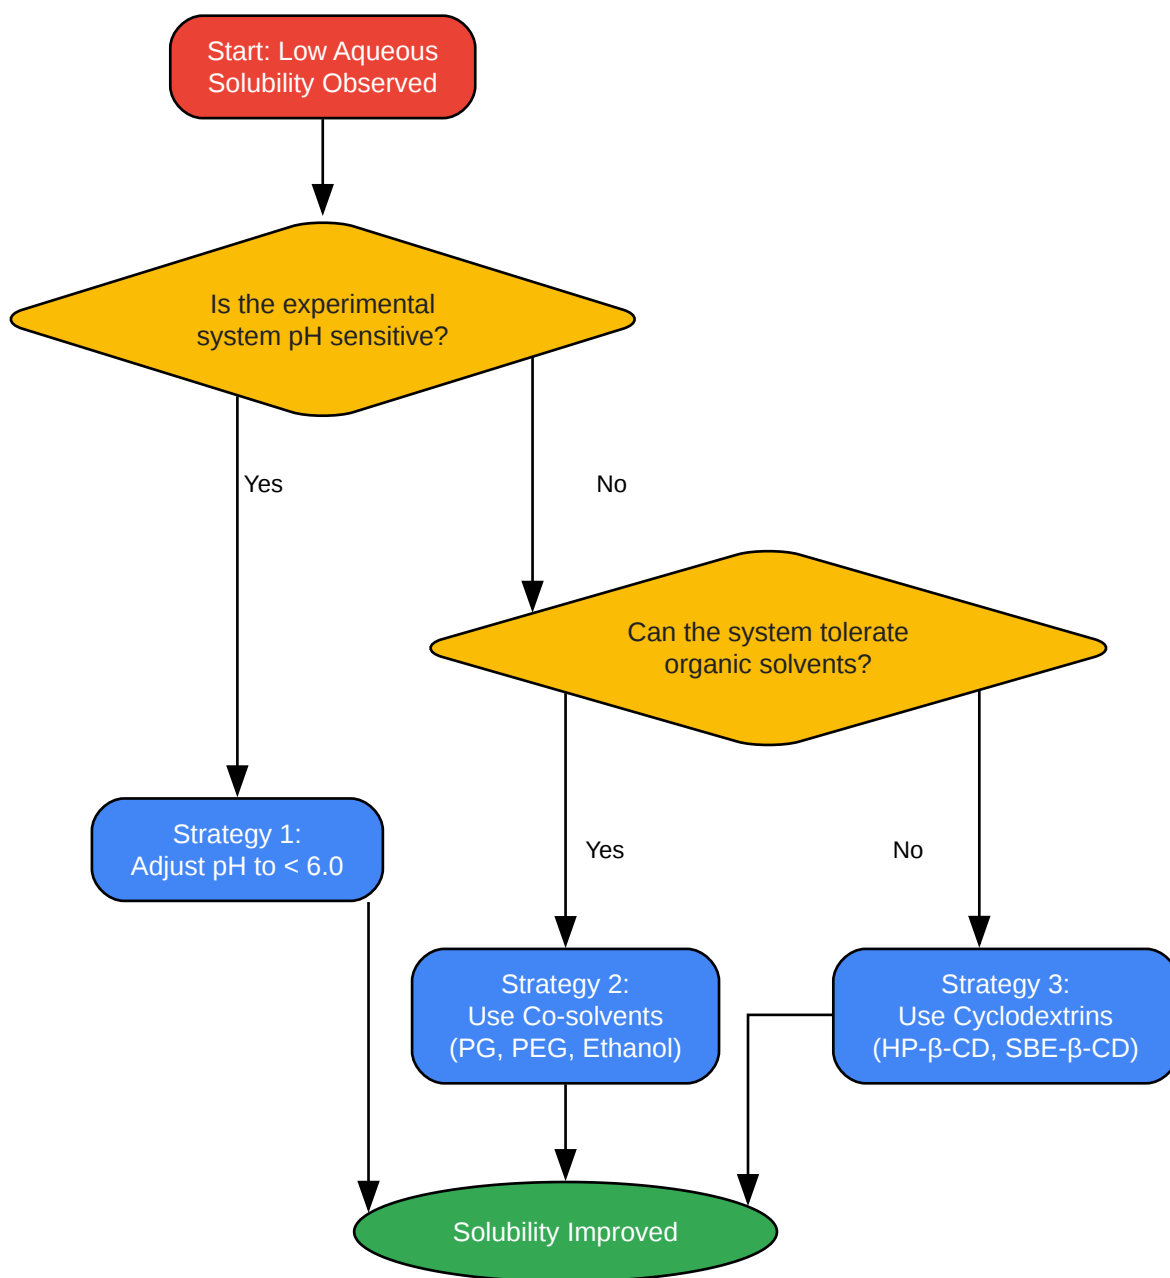 Start: Low Aqueous
Solubility Observed
Is the experimental
system pH sensitive?
Yes
No
Can the system tolerate
organic solvents?
Strategy 1:
Adjust pH to < 6.0
Yes
No
Strategy 2:
Use Co-solvents
(PG, PEG, Ethanol)
Strategy 3:
Use Cyclodextrins
(HP-β-CD, SBE-β-CD)
Solubility Improved